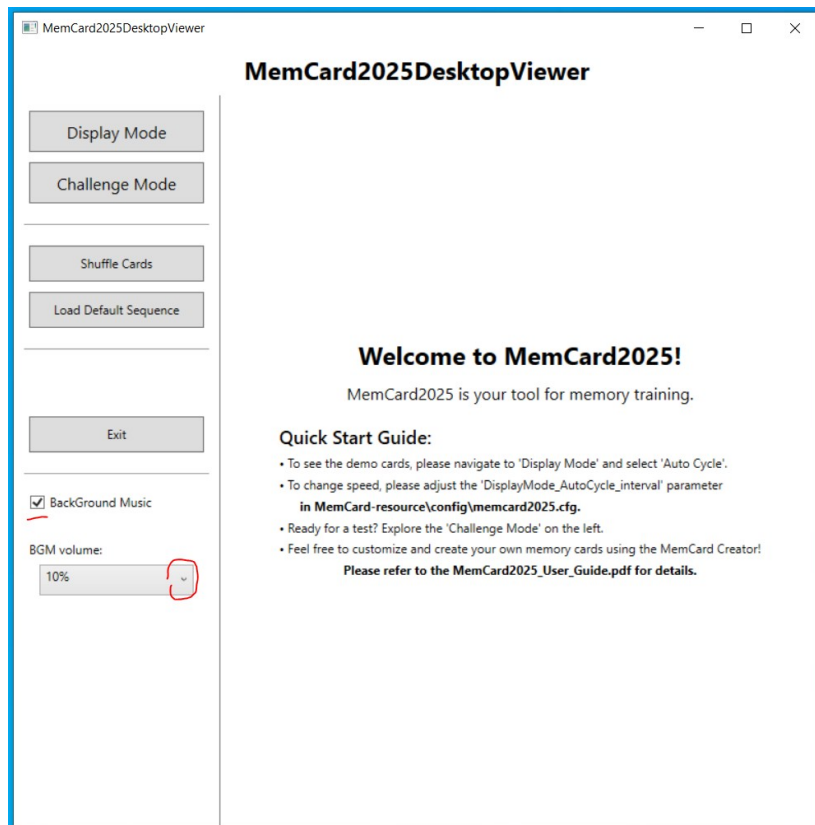 MemCard2025DesktopViewer
MemCard2025DesktopViewer
Display Mode
Challenge Mode
Shuffle Cards
Load Default Sequence
Exit
BackGround Music
BGM volume:
10%
Welcome to MemCard2025!
MemCard2025 is your tool for memory training.
Quick Start Guide:
• To see the demo cards, please navigate to 'Display Mode' and select 'Auto Cycle'.
• To change speed, please adjust the 'DisplayMode_AutoCycle_interval' parameter
in MemCard-resource\config\memcard2025.cfg.
• Ready for a test? Explore the 'Challenge Mode' on the left.
• Feel free to customize and create your own memory cards using the MemCard Creator!
Please refer to the MemCard2025_User_Guide.pdf for details.